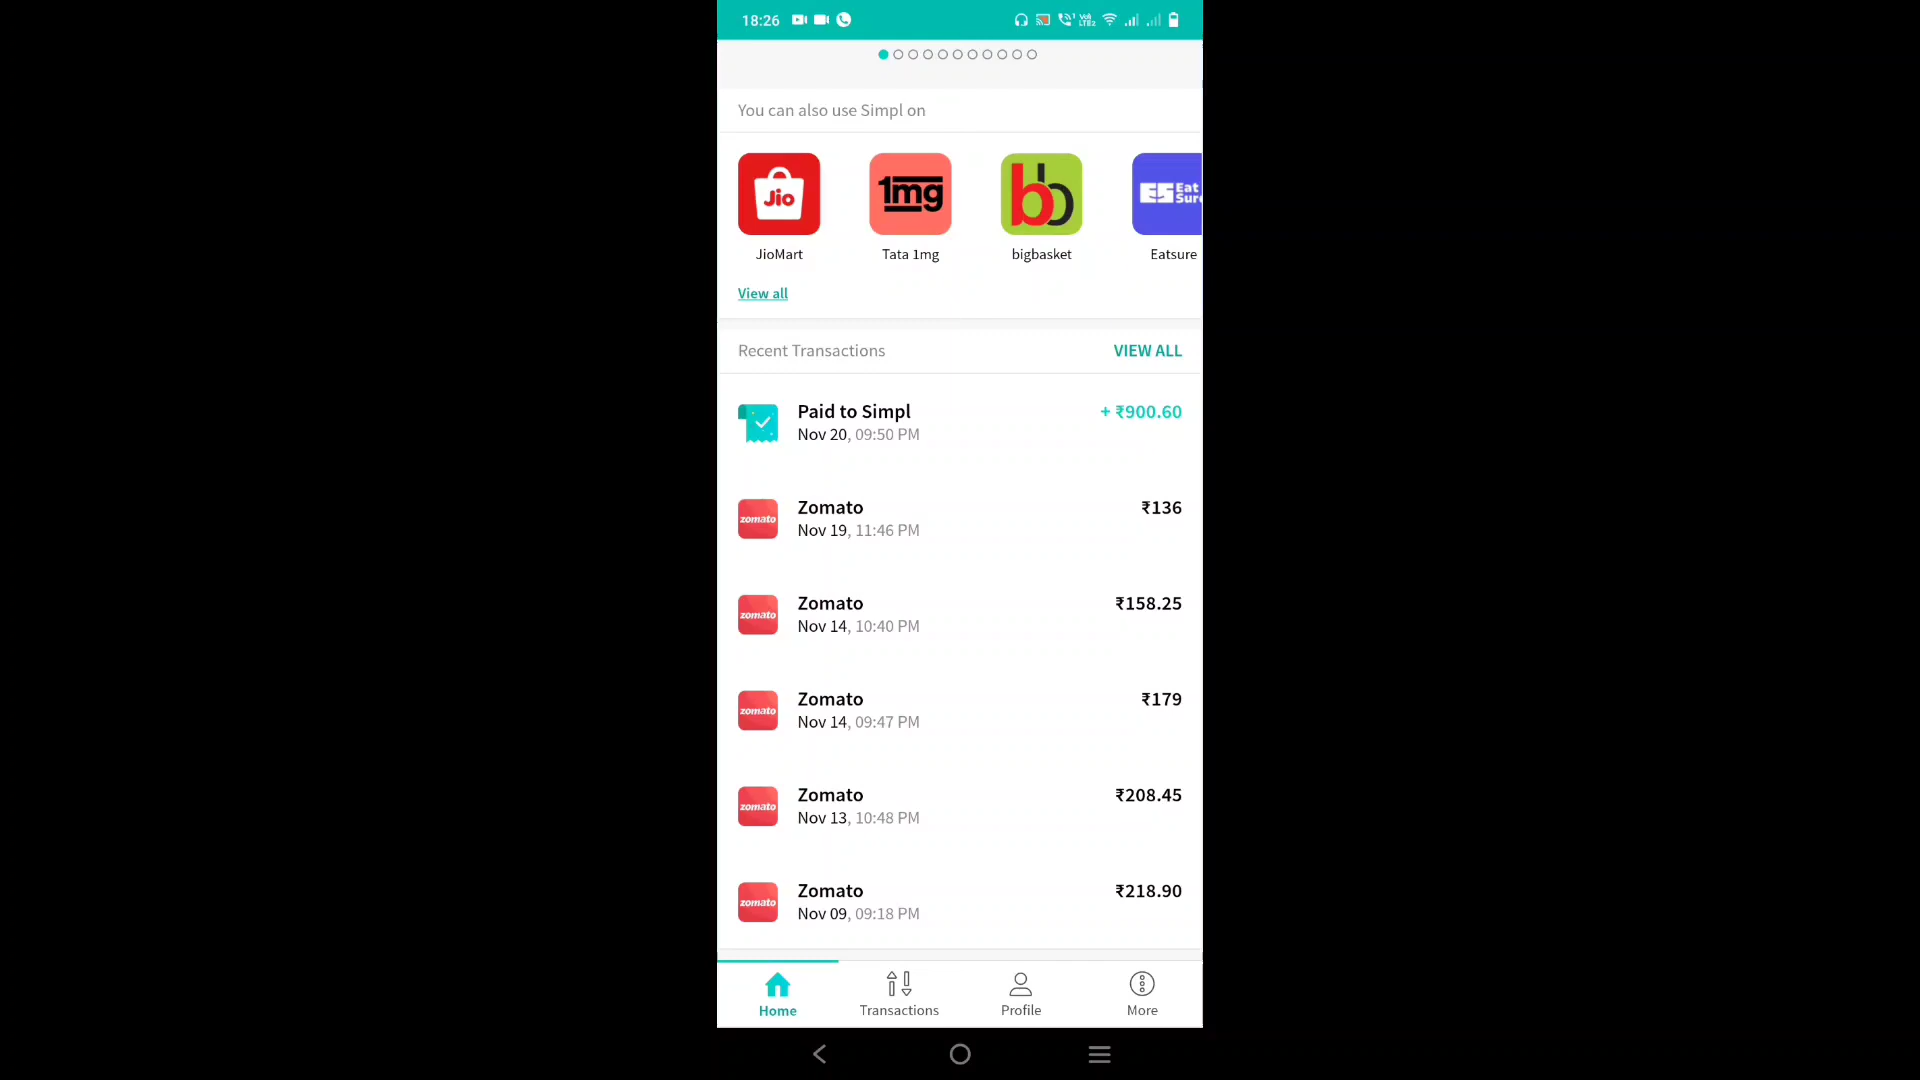 18:26
You can also use Simpl on
Jio
1mg
bb
ES Eat Sure
JioMart
Tata 1mg
bigbasket
Eatsure
View all
Recent Transactions
VIEW ALL
Paid to Simpl
+ ₹900.60
Nov 20, 09:50 PM
zomato
Zomato
₹136
Nov 19, 11:46 PM
zomato
Zomato
₹158.25
Nov 14, 10:40 PM
zomato
Zomato
₹179
Nov 14, 09:47 PM
zomato
Zomato
₹208.45
Nov 13, 10:48 PM
zomato
Zomato
₹218.90
Nov 09, 09:18 PM
Home
Transactions
Profile
More